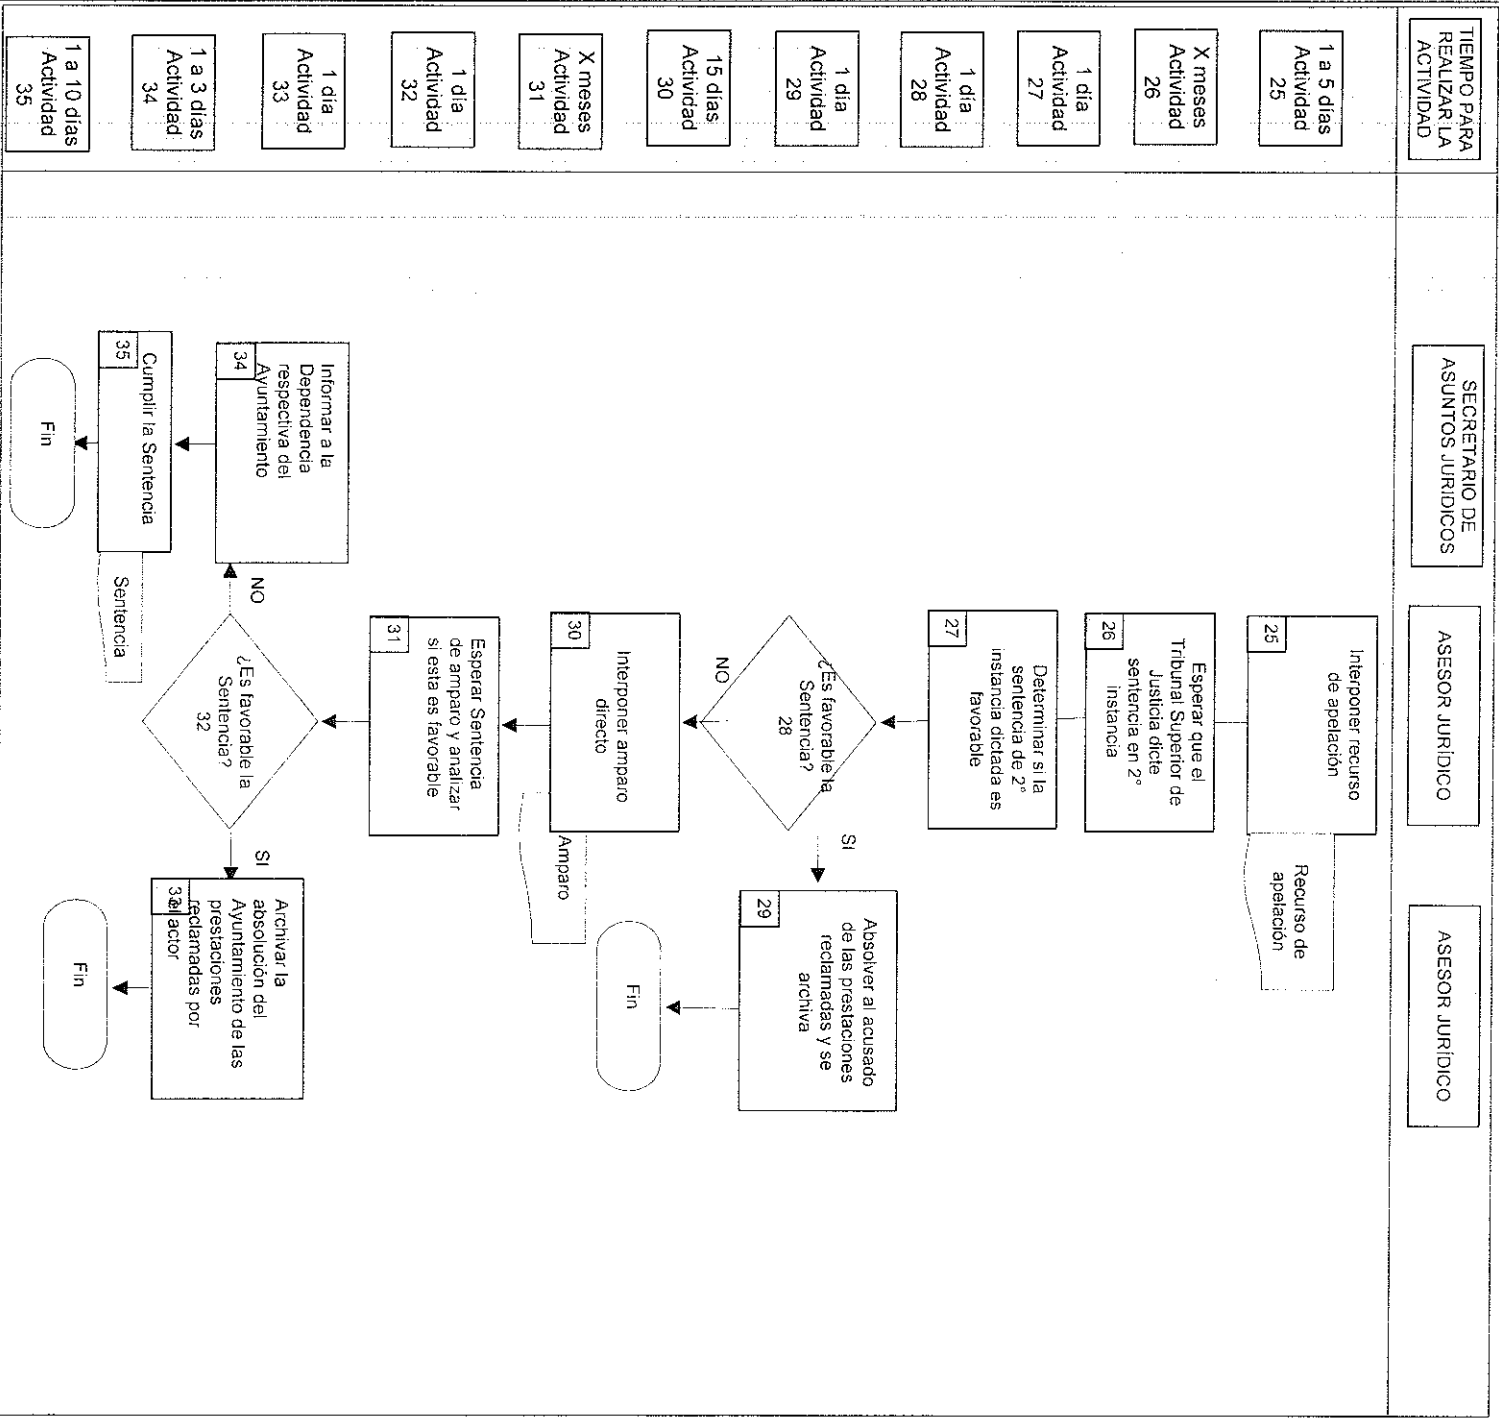 TIEMPO PARA
REALIZAR LA
ACTIVIDAD
SECRETARIO DE
ASUNTOS JURIDICOS
ASESOR JURÍDICO
ASESOR JURÍDICO
1 a 5 días
Actividad
25
Interponer recurso
de apelación
25
Recurso de
apelación
X meses
Actividad
26
Esperar que el
Tribunal Superior de
Justicia dicte
sentencia en 2°
instancia
26
1 día
Actividad
27
Determinar si la
sentencia de 2°
instancia dictada es
favorable
27
1 día
Actividad
28
¿Es favorable la
Sentencia?
28
NO
SI
1 día
Actividad
29
Absolver al acusado
de las prestaciones
reclamadas y se
archiva
29
Fin
15 días
Actividad
30
Interponer amparo
directo
30
Amparo
X meses
Actividad
31
Esperar Sentencia
de amparo y analizar
si esta es favorable
31
1 día
Actividad
32
¿Es favorable la
Sentencia?
32
NO
SI
1 día
Actividad
33
Archivar la
absolución del
Ayuntamiento de las
prestaciones
reclamadas por
el actor
33
Fin
1 a 3 días
Actividad
34
Informar a la
Dependencia
respectiva del
Ayuntamiento
34
1 a 10 días
Actividad
35
Cumplir la Sentencia
35
Sentencia
Fin